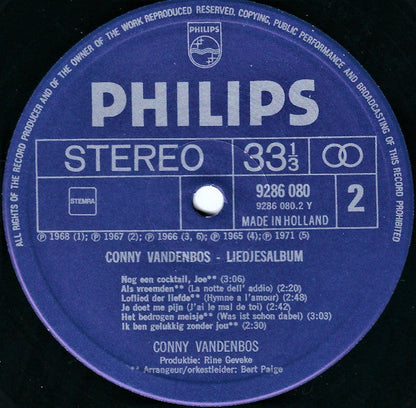 ALL RIGHTS OF THE RECORD PRODUCER AND OF THE OWNER OF THE WORK REPRODUCED RESERVED. COPYING, PUBLIC PERFORMANCE AND BROADCASTING OF THIS RECORD PROHIBITED
PHILIPS
PHILIPS
STEREO 33 1/3
STEMRA
9286 080
9286 080.2 Y
MADE IN HOLLAND
2
Ⓟ 1968 (1); Ⓟ 1967 (2); Ⓟ 1966 (3, 6); Ⓟ 1965 (4); Ⓟ 1971 (5)
CONNY VANDENBOS - LIEDJESALBUM
Nog een cocktail, Joe** (3:06)
Als vreemden** (La notte dell' addio) (2:20)
Loflied der liefde** (Hymne a l'amour) (2:48)
Je doet me pijn (J'ai le mal de toi) (2:42)
Het bedrogen meisje** (Was ist schon dabei) (3:03)
Ik ben gelukkig zonder jou** (2:30)
CONNY VANDENBOS
Produktie: Rine Geveke
** Arrangeur/orkestleider: Bert Paige